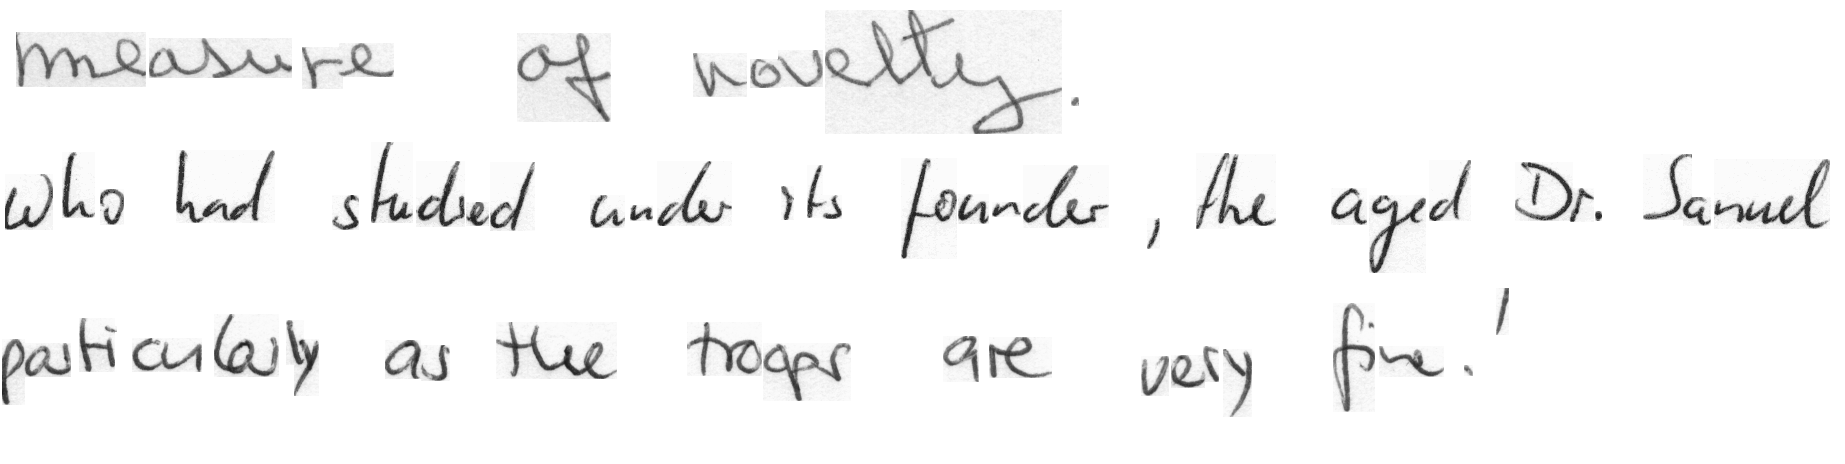 measure of novelty.
who had studied under its founder, the aged Dr. Samuel
particularly as the troops are very fine.'